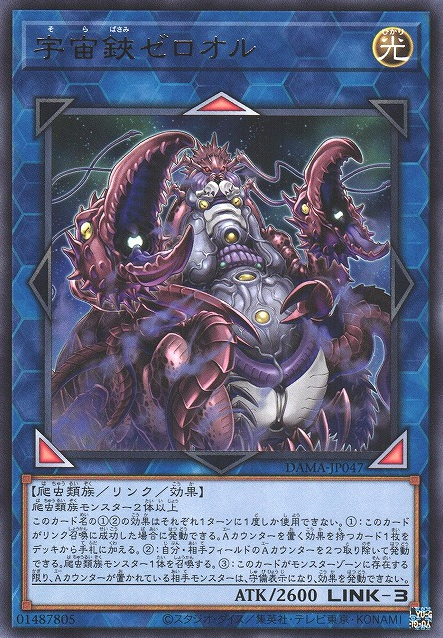 宇宙鋏ゼロオル
光
DAMA-JP047
【爬虫類族／リンク／効果】
爬虫類族モンスター2体以上
このカード名の①②の効果はそれぞれ1ターンに1度しか使用できない。①：このカード
がリンク召喚に成功した場合に発動できる。Aカウンターを置く効果を持つカード1枚を
デッキから手札に加える。②：自分・相手フィールドのAカウンターを2つ取り除いて発動
できる。爬虫類族モンスター1体を召喚する。③：このカードがモンスターゾーンに存在する
限り、Aカウンターが置かれている相手モンスターは、守備表示になり、効果を発動できない。
ATK/2600 LINK-3
01487805
©スタジオ・ダイス／集英社・テレビ東京・KONAMI